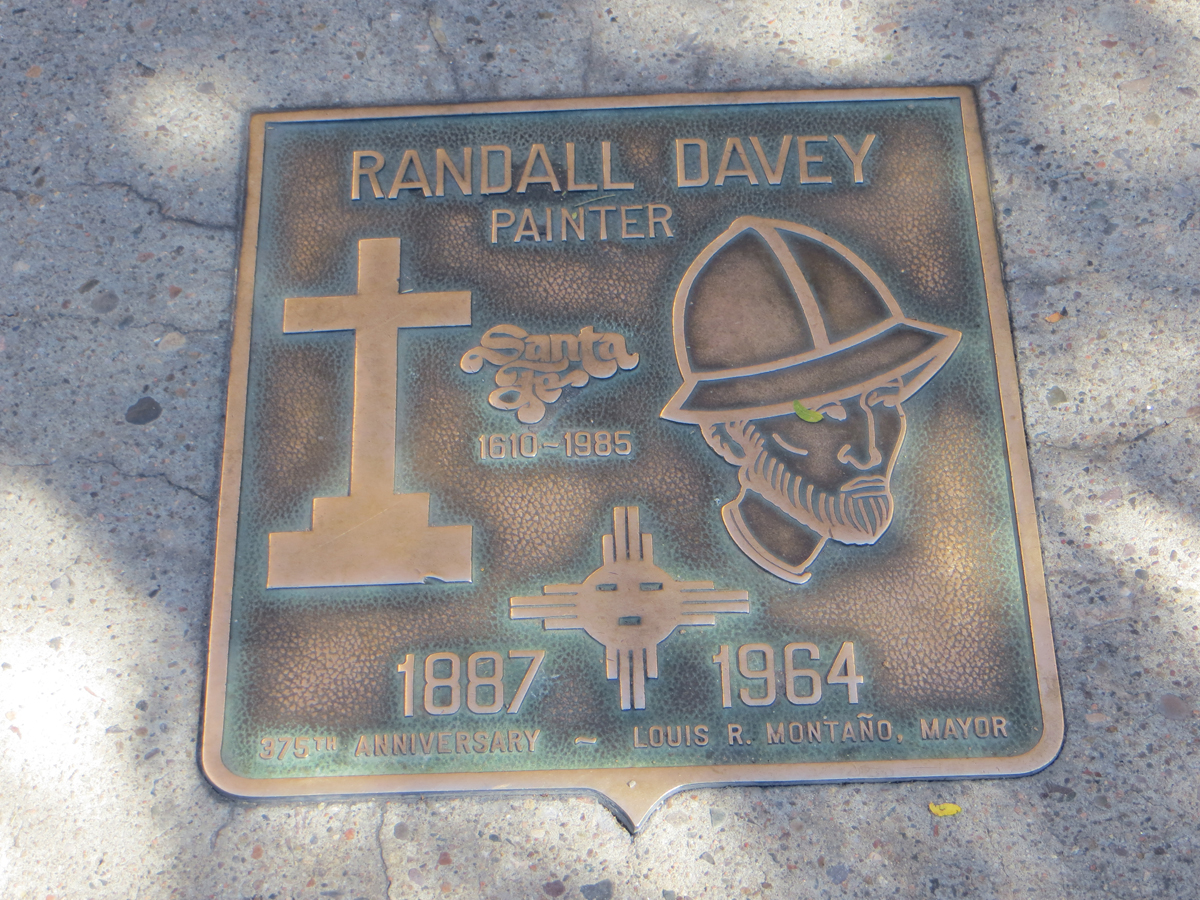 RANDALL DAVEY
PAINTER
Santa
Fe
1610~1985
1887 1964
375TH ANNIVERSARY ~ LOUIS R. MONTAÑO, MAYOR